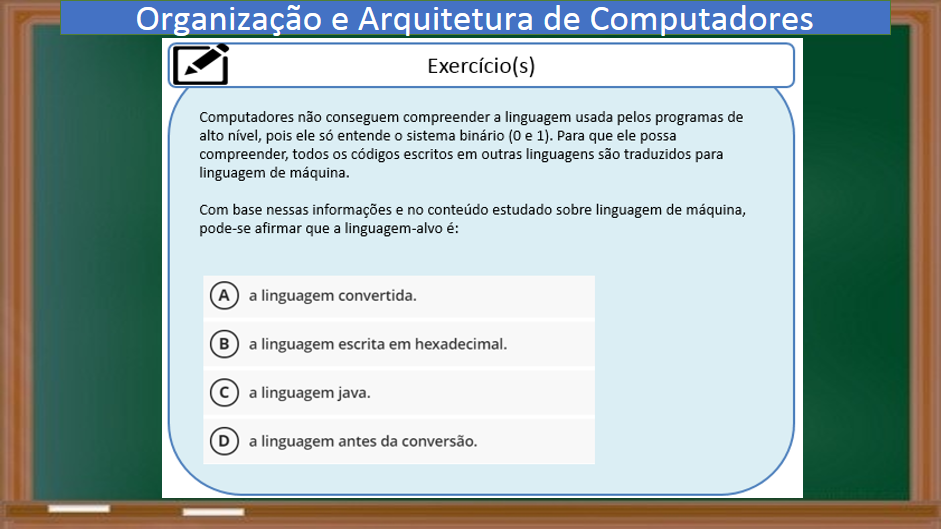 Organização e Arquitetura de Computadores
Exercício(s)
Computadores não conseguem compreender a linguagem usada pelos programas de
alto nível, pois ele só entende o sistema binário (0 e 1). Para que ele possa
compreender, todos os códigos escritos em outras linguagens são traduzidos para
linguagem de máquina.
Com base nessas informações e no conteúdo estudado sobre linguagem de máquina,
pode-se afirmar que a linguagem-alvo é:
A a linguagem convertida.
B a linguagem escrita em hexadecimal.
C a linguagem java.
D a linguagem antes da conversão.